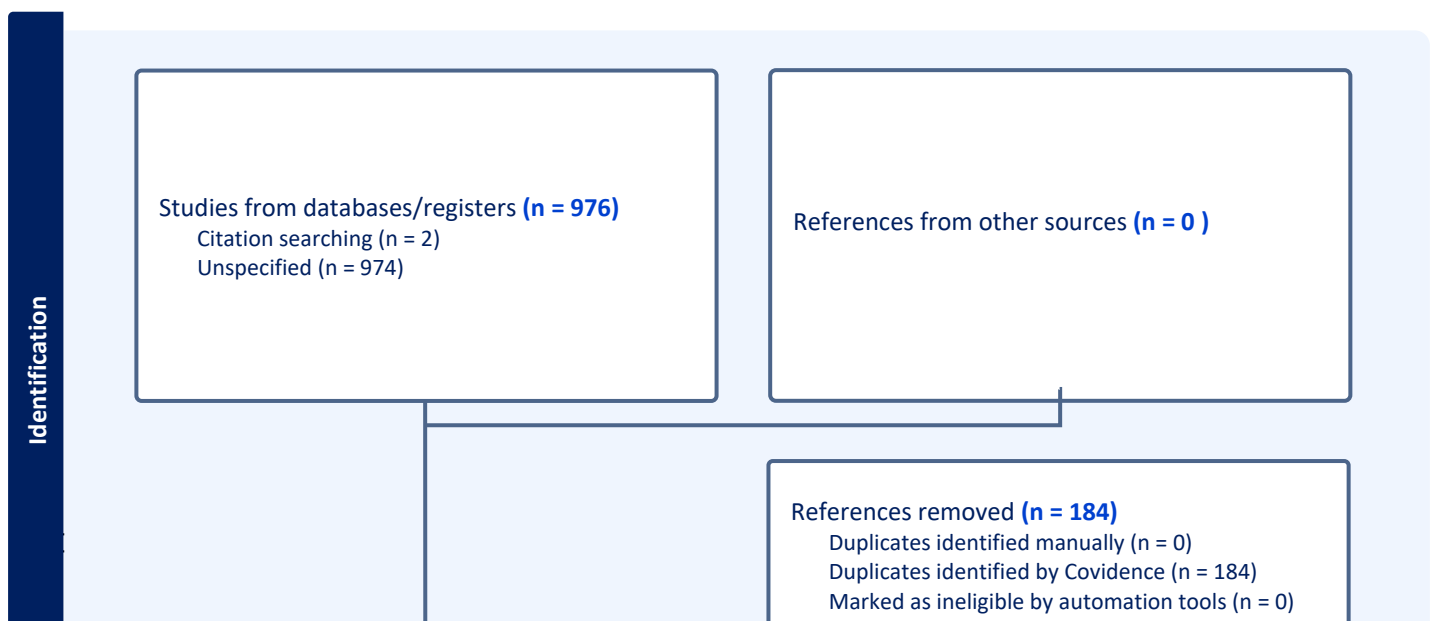 Identification
Studies from databases/registers (n = 976)
Citation searching (n = 2)
Unspecified (n = 974)
References from other sources (n = 0 )
References removed (n = 184)
Duplicates identified manually (n = 0)
Duplicates identified by Covidence (n = 184)
Marked as ineligible by automation tools (n = 0)